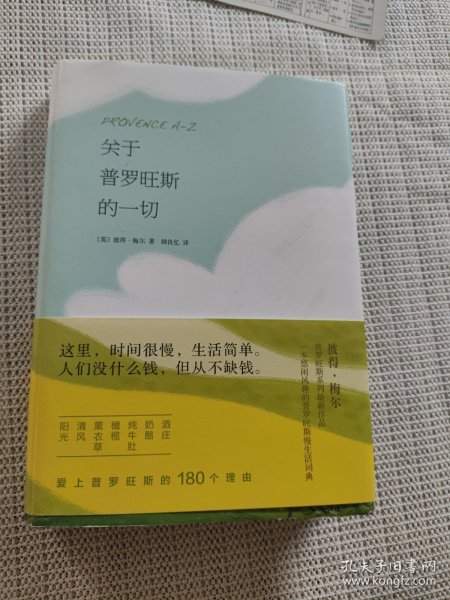 PROVENCE A-Z
关于
普罗旺斯
的一切
〔英〕彼得·梅尔 著 韩良忆 译
这里，时间很慢，生活简单。
人们没什么钱，但从不缺钱。
彼得·梅尔
普罗旺斯系列最新作品
一本悠闲风趣的普罗旺斯慢生活词典
阳光
清风
薰衣草
橄榄
炖牛肚
奶酪
酒庄
爱上普罗旺斯的180个理由
孔夫子旧书网
www.kongfz.com